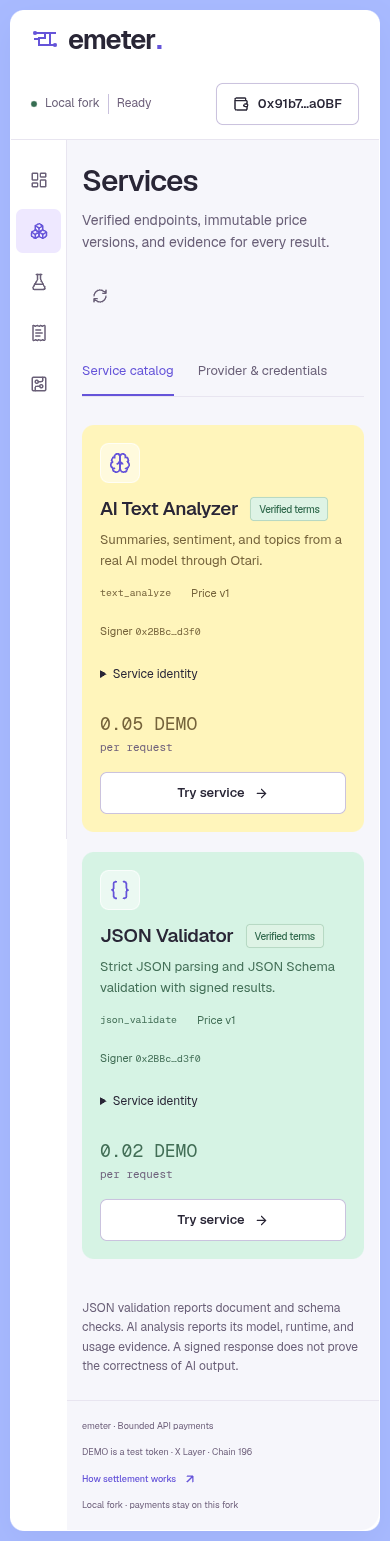 emeter.
Local fork | Ready
0x91b7…a0BF
Services
Verified endpoints, immutable price
versions, and evidence for every result.
Service catalog
Provider & credentials
AI Text Analyzer
Verified terms
Summaries, sentiment, and topics from a
real AI model through Otari.
text_analyze
Price v1
Signer 0x2BBc…d3f0
Service identity
0.05 DEMO
per request
Try service →
JSON Validator
Verified terms
Strict JSON parsing and JSON Schema
validation with signed results.
json_validate
Price v1
Signer 0x2BBc…d3f0
Service identity
0.02 DEMO
per request
Try service →
JSON validation reports document and schema
checks. AI analysis reports its model, runtime, and
usage evidence. A signed response does not prove
the correctness of AI output.
emeter · Bounded API payments
DEMO is a test token · X Layer · Chain 196
How settlement works
Local fork · payments stay on this fork